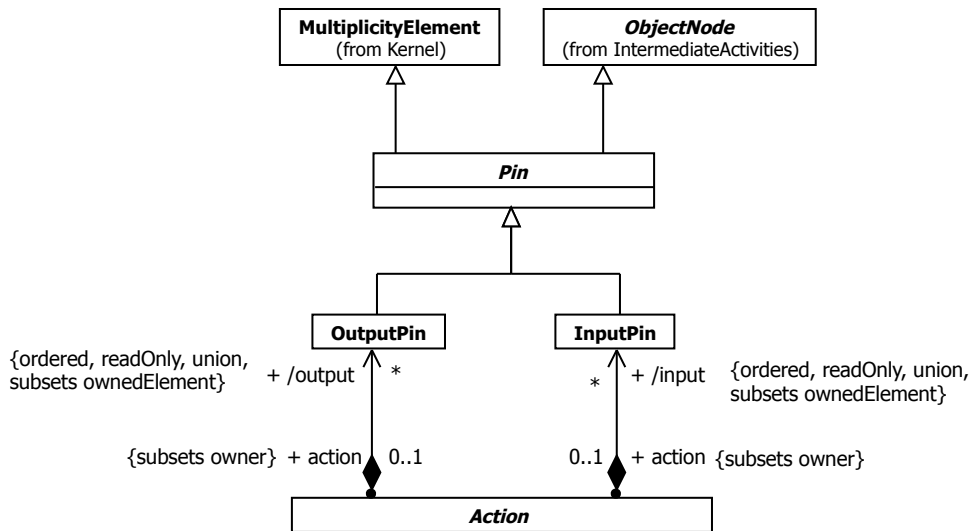 MultiplicityElement
(from Kernel)
ObjectNode
(from IntermediateActivities)
Pin
OutputPin
InputPin
{ordered, readOnly, union,
subsets ownedElement}
+ /output
*
*
+ /input
{ordered, readOnly, union,
subsets ownedElement}
{subsets owner}
+ action
0..1
0..1
+ action
{subsets owner}
Action